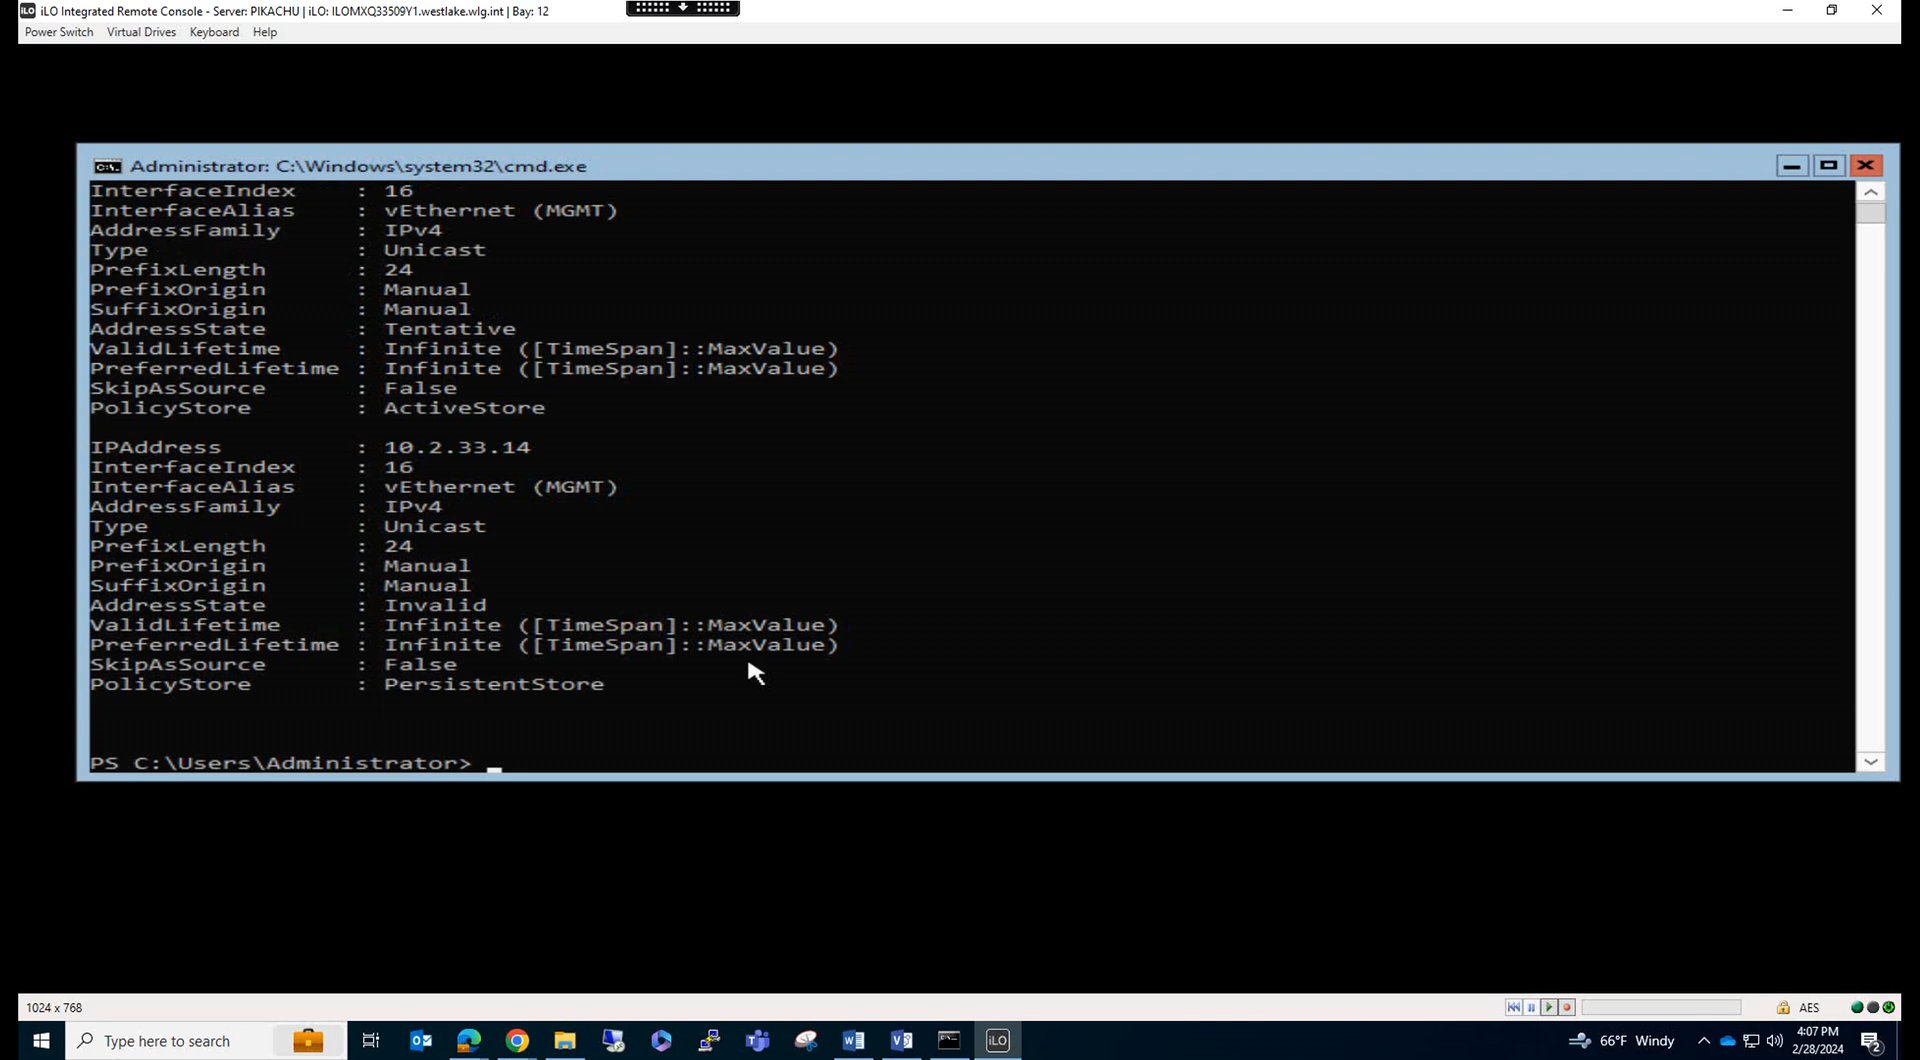 iLO Integrated Remote Console - Server: PIKACHU | iLO: ILOMXQ33509Y1.westlake.wlg.int | Bay: 12
Power Switch Virtual Drives Keyboard Help
Administrator: C:\Windows\system32\cmd.exe
InterfaceIndex : 16
InterfaceAlias : vEthernet (MGMT)
AddressFamily : IPv4
Type : Unicast
PrefixLength : 24
PrefixOrigin : Manual
SuffixOrigin : Manual
AddressState : Tentative
ValidLifetime : Infinite ([TimeSpan]::MaxValue)
PreferredLifetime : Infinite ([TimeSpan]::MaxValue)
SkipAsSource : False
PolicyStore : ActiveStore
IPAddress : 10.2.33.14
InterfaceIndex : 16
InterfaceAlias : vEthernet (MGMT)
AddressFamily : IPv4
Type : Unicast
PrefixLength : 24
PrefixOrigin : Manual
SuffixOrigin : Manual
AddressState : Invalid
ValidLifetime : Infinite ([TimeSpan]::MaxValue)
PreferredLifetime : Infinite ([TimeSpan]::MaxValue)
SkipAsSource : False
PolicyStore : PersistentStore
PS C:\Users\Administrator>
1024 x 768
AES
Type here to search
iLO
66°F Windy
4:07 PM
2/28/2024
2